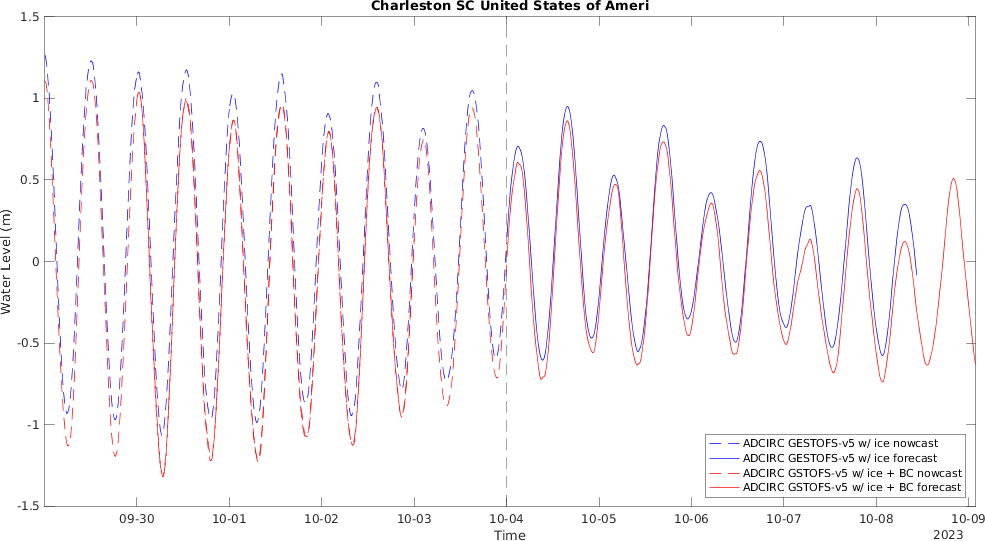 Charleston SC United States of Ameri
1.5
1
0.5
0
-0.5
-1
-1.5
Water Level (m)
09-30
10-01
10-02
10-03
10-04
10-05
10-06
10-07
10-08
10-09
Time
2023
ADCIRC GESTOFS-v5 w/ ice nowcast
ADCIRC GESTOFS-v5 w/ ice forecast
ADCIRC GSTOFS-v5 w/ ice + BC nowcast
ADCIRC GSTOFS-v5 w/ ice + BC forecast